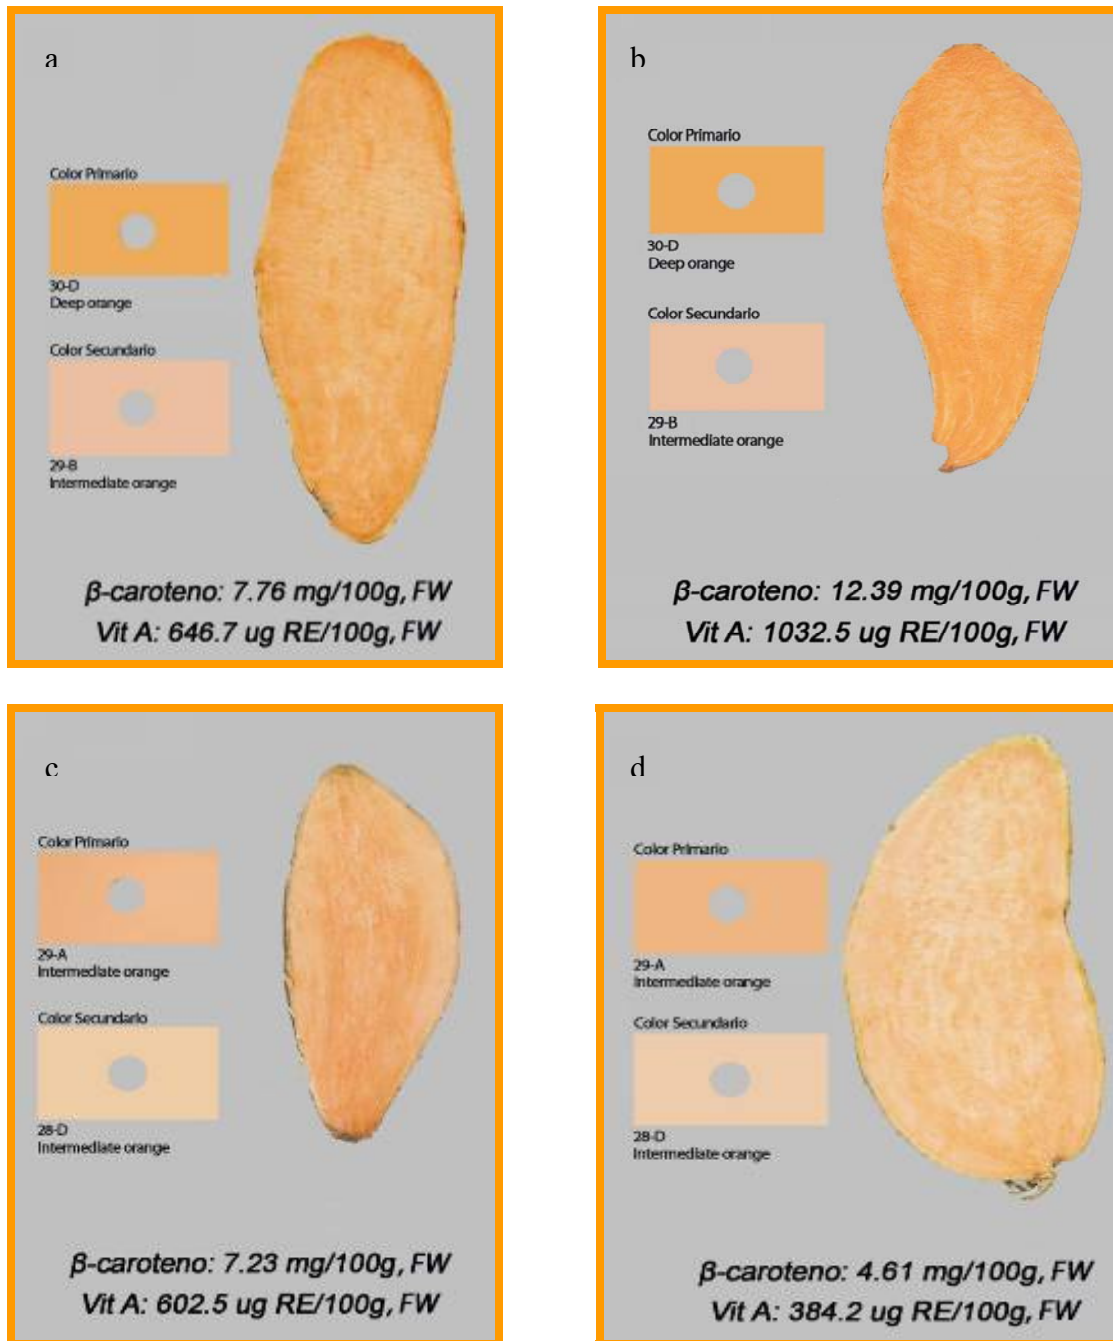 a
Color Primario
30-D
Deep orange
Color Secundario
29-B
Intermediate orange
β-caroteno: 7.76 mg/100g, FW
Vit A: 646.7 ug RE/100g, FW
b
Color Primario
30-D
Deep orange
Color Secundario
29-B
Intermediate orange
β-caroteno: 12.39 mg/100g, FW
Vit A: 1032.5 ug RE/100g, FW
c
Color Primario
29-A
Intermediate orange
Color Secundario
28-D
Intermediate orange
β-caroteno: 7.23 mg/100g, FW
Vit A: 602.5 ug RE/100g, FW
d
Color Primario
29-A
Intermediate orange
Color Secundario
28-D
Intermediate orange
β-caroteno: 4.61 mg/100g, FW
Vit A: 384.2 ug RE/100g, FW